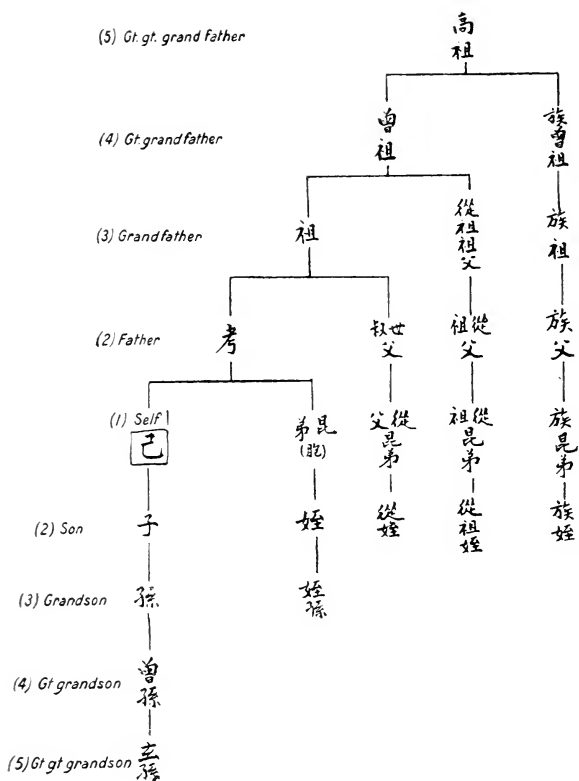 (5) Gt. gt. grand father
高祖
(4) Gt. grand father
曾祖
族曾祖
(3) Grandfather
祖
從祖祖父
族祖
(2) Father
考
世叔父
從祖父
族父
(1) Self
己
昆弟
從父昆弟
從祖昆弟
族昆弟
(2) Son
子
姪
從姪
從祖姪
族姪
(3) Grandson
孫
姪孫
(4) Gt grandson
曾孫
(5) Gt gt grandson
玄孫